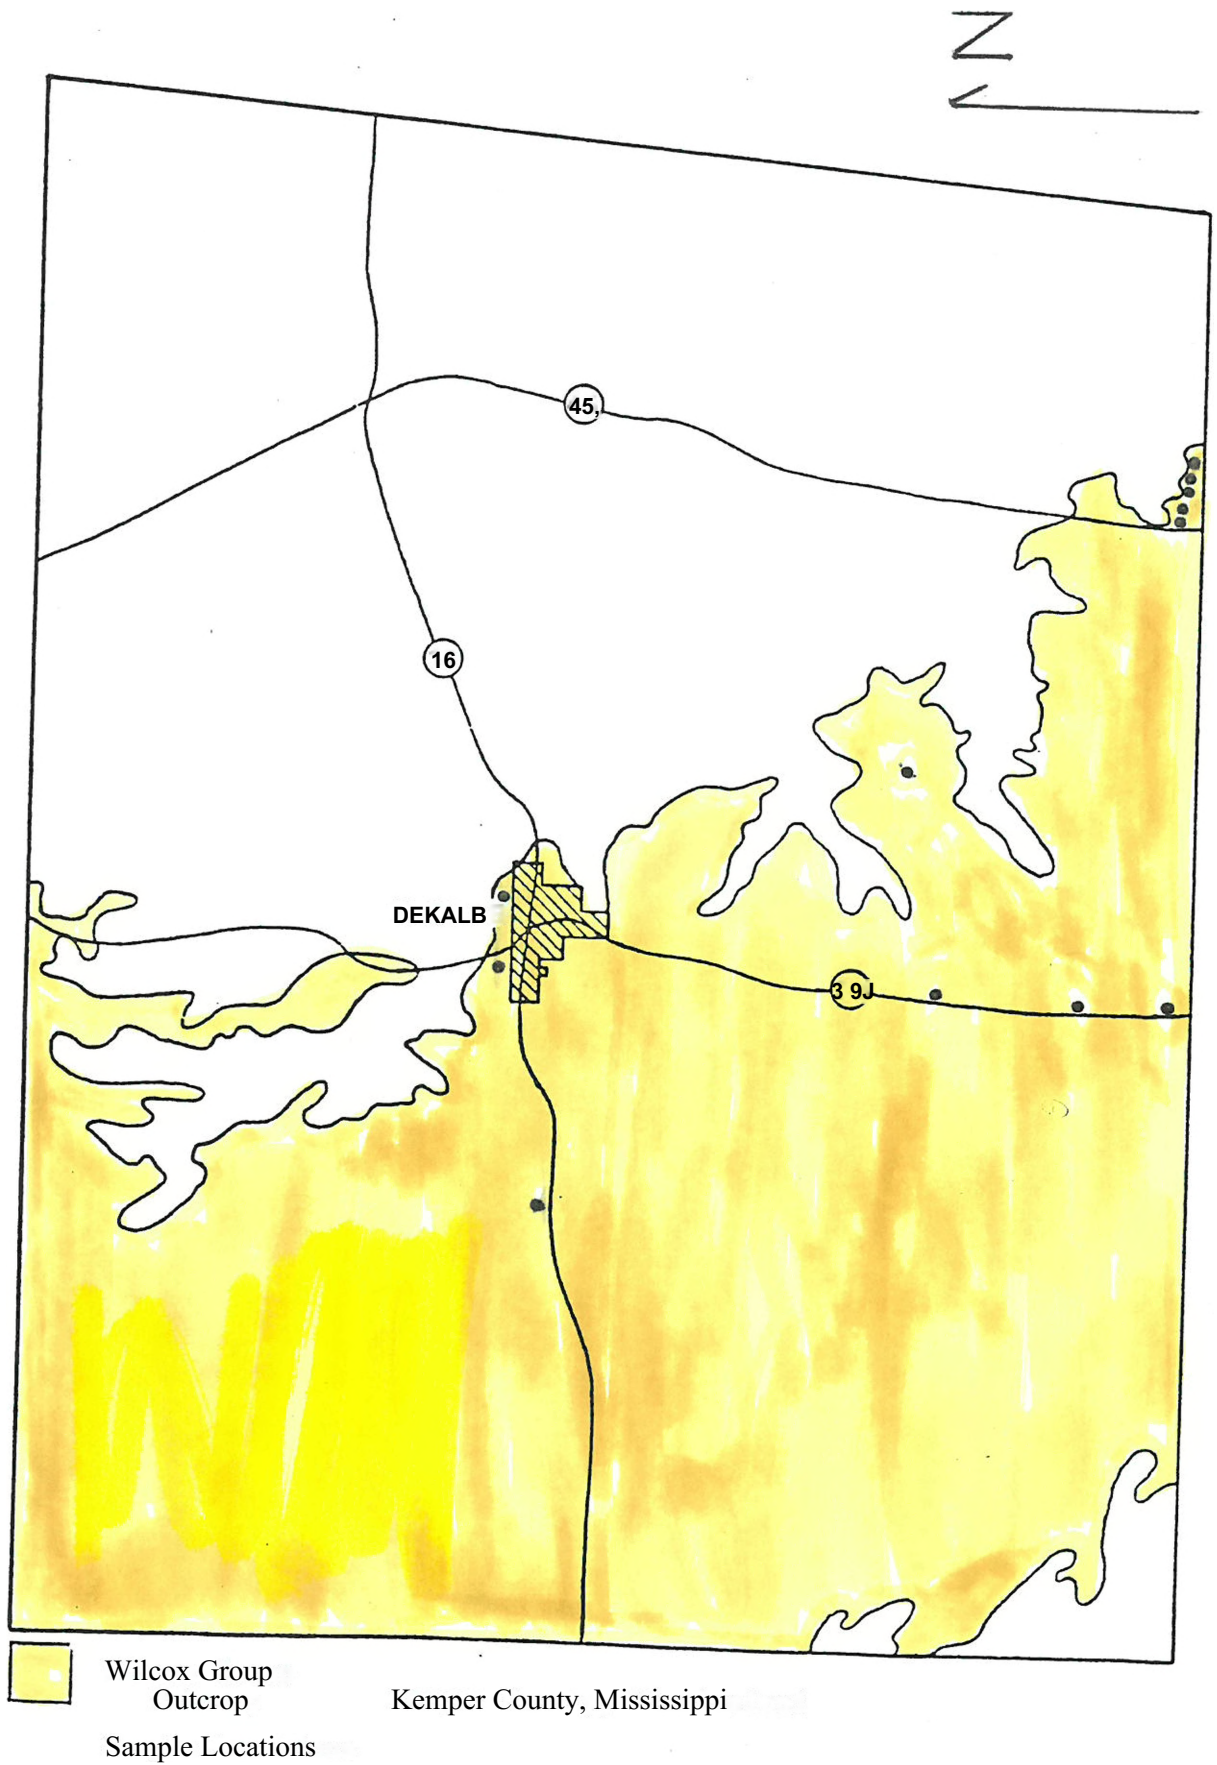 N
45,
16
DEKALB
3 9J
Wilcox Group
Outcrop
Kemper County, Mississippi
Sample Locations